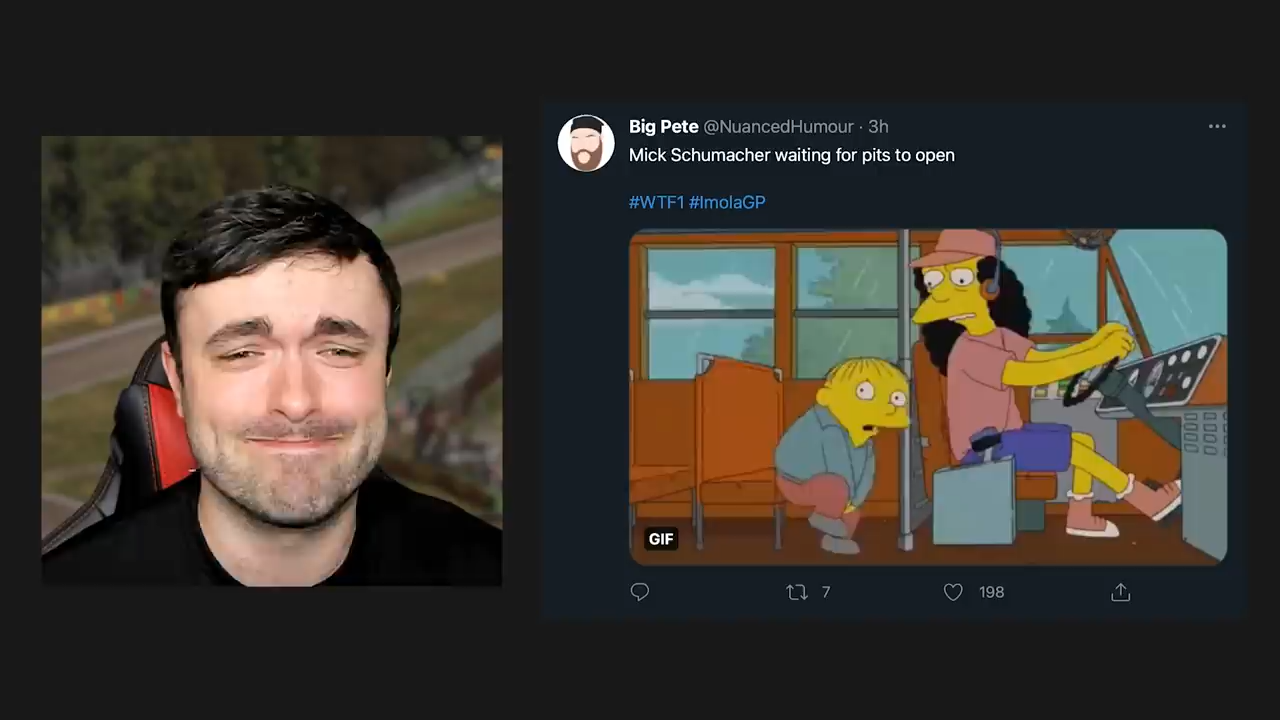 Big Pete @NuancedHumour · 3h
Mick Schumacher waiting for pits to open
#WTF1 #ImolaGP
GIF
7
198